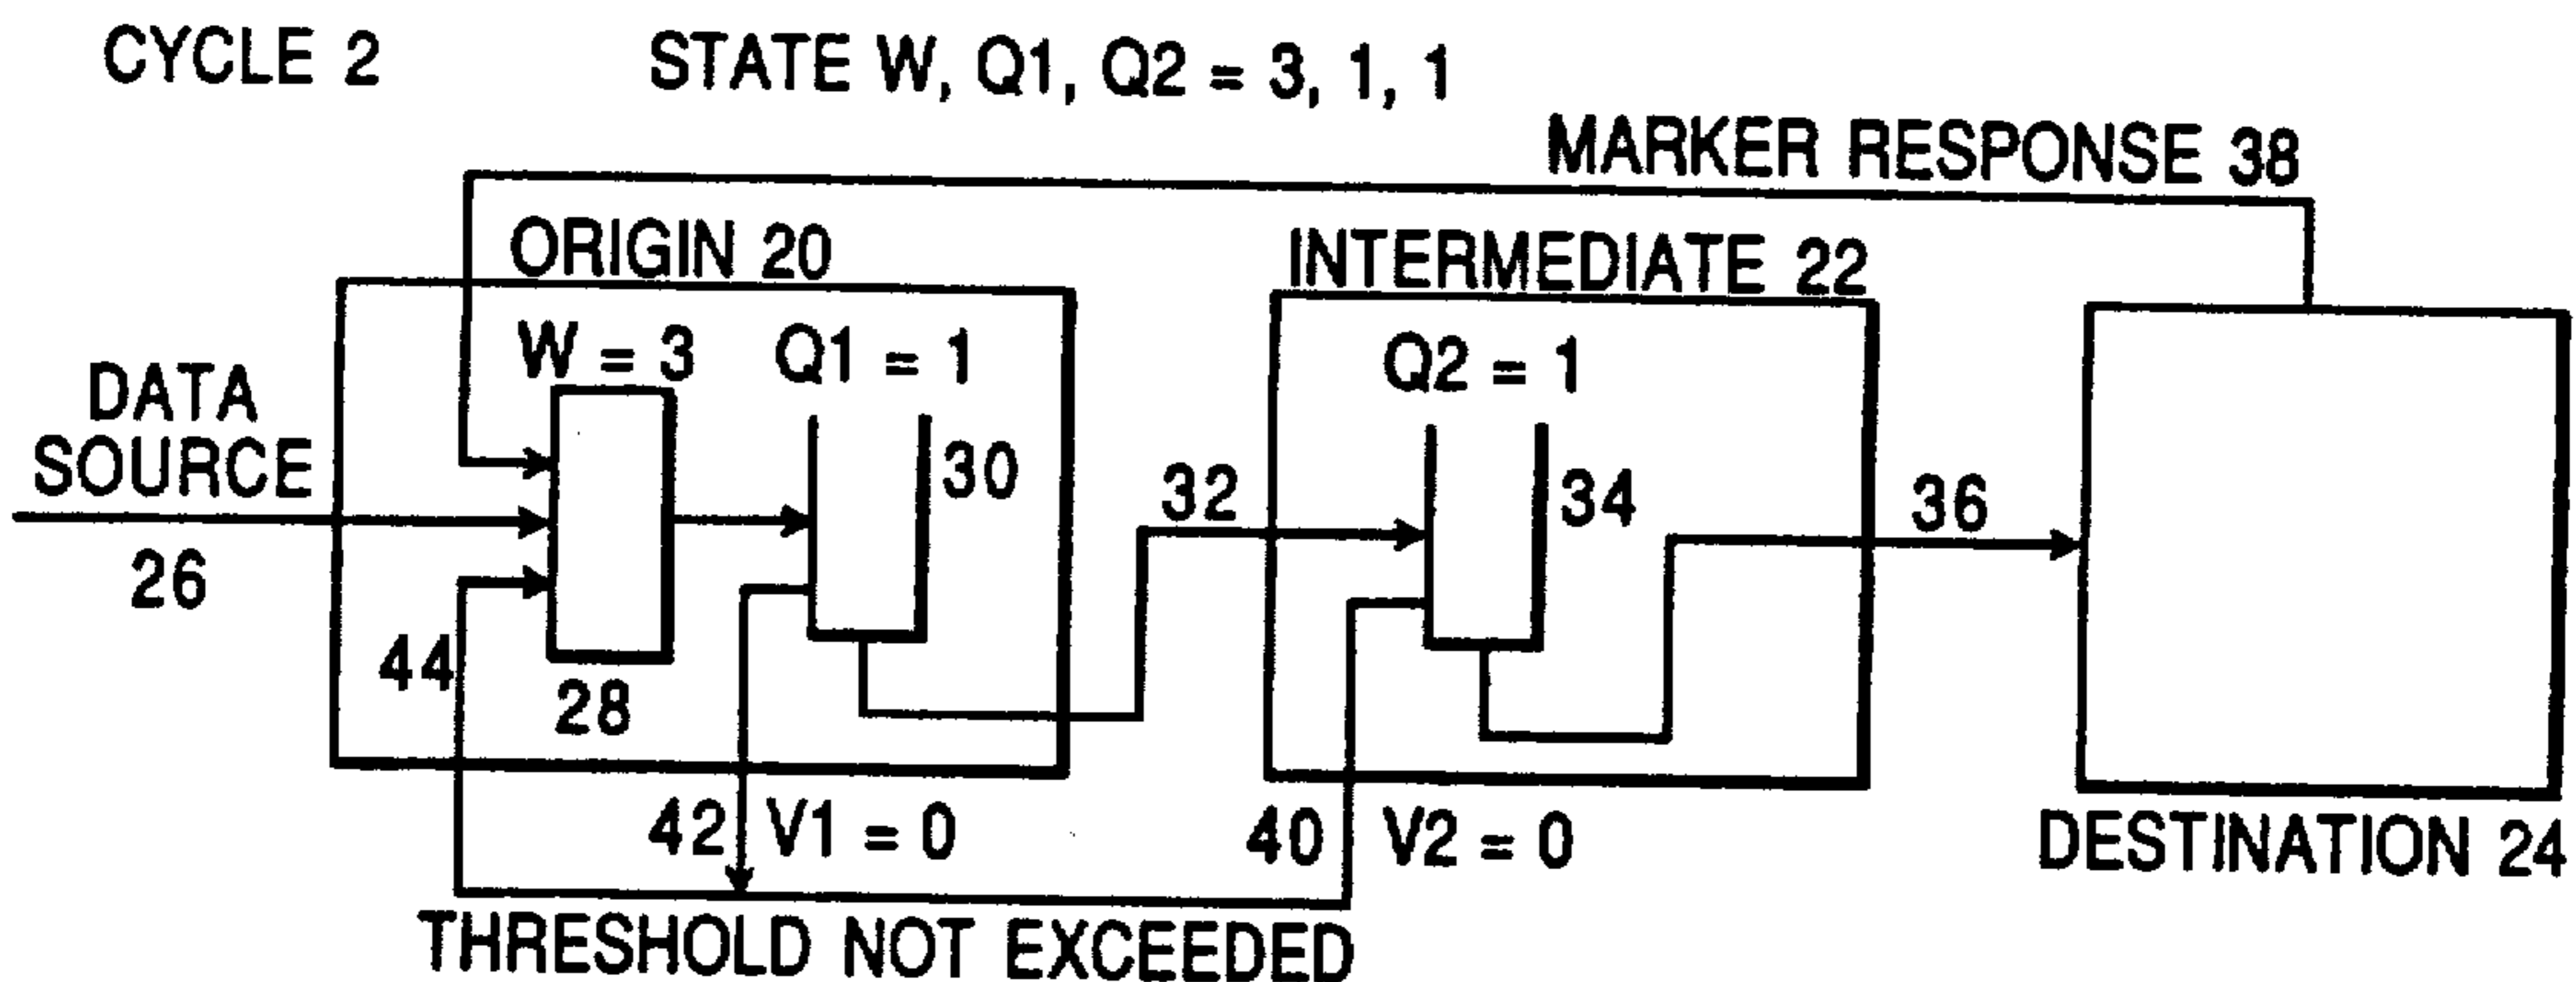 CYCLE 2
STATE W, Q1, Q2 = 3, 1, 1
MARKER RESPONSE 38
ORIGIN 20
INTERMEDIATE 22
W = 3
Q1 = 1
Q2 = 1
DATA
SOURCE
30
32
34
36
26
44
28
42
V1 = 0
40
V2 = 0
DESTINATION 24
THRESHOLD NOT EXCEEDED